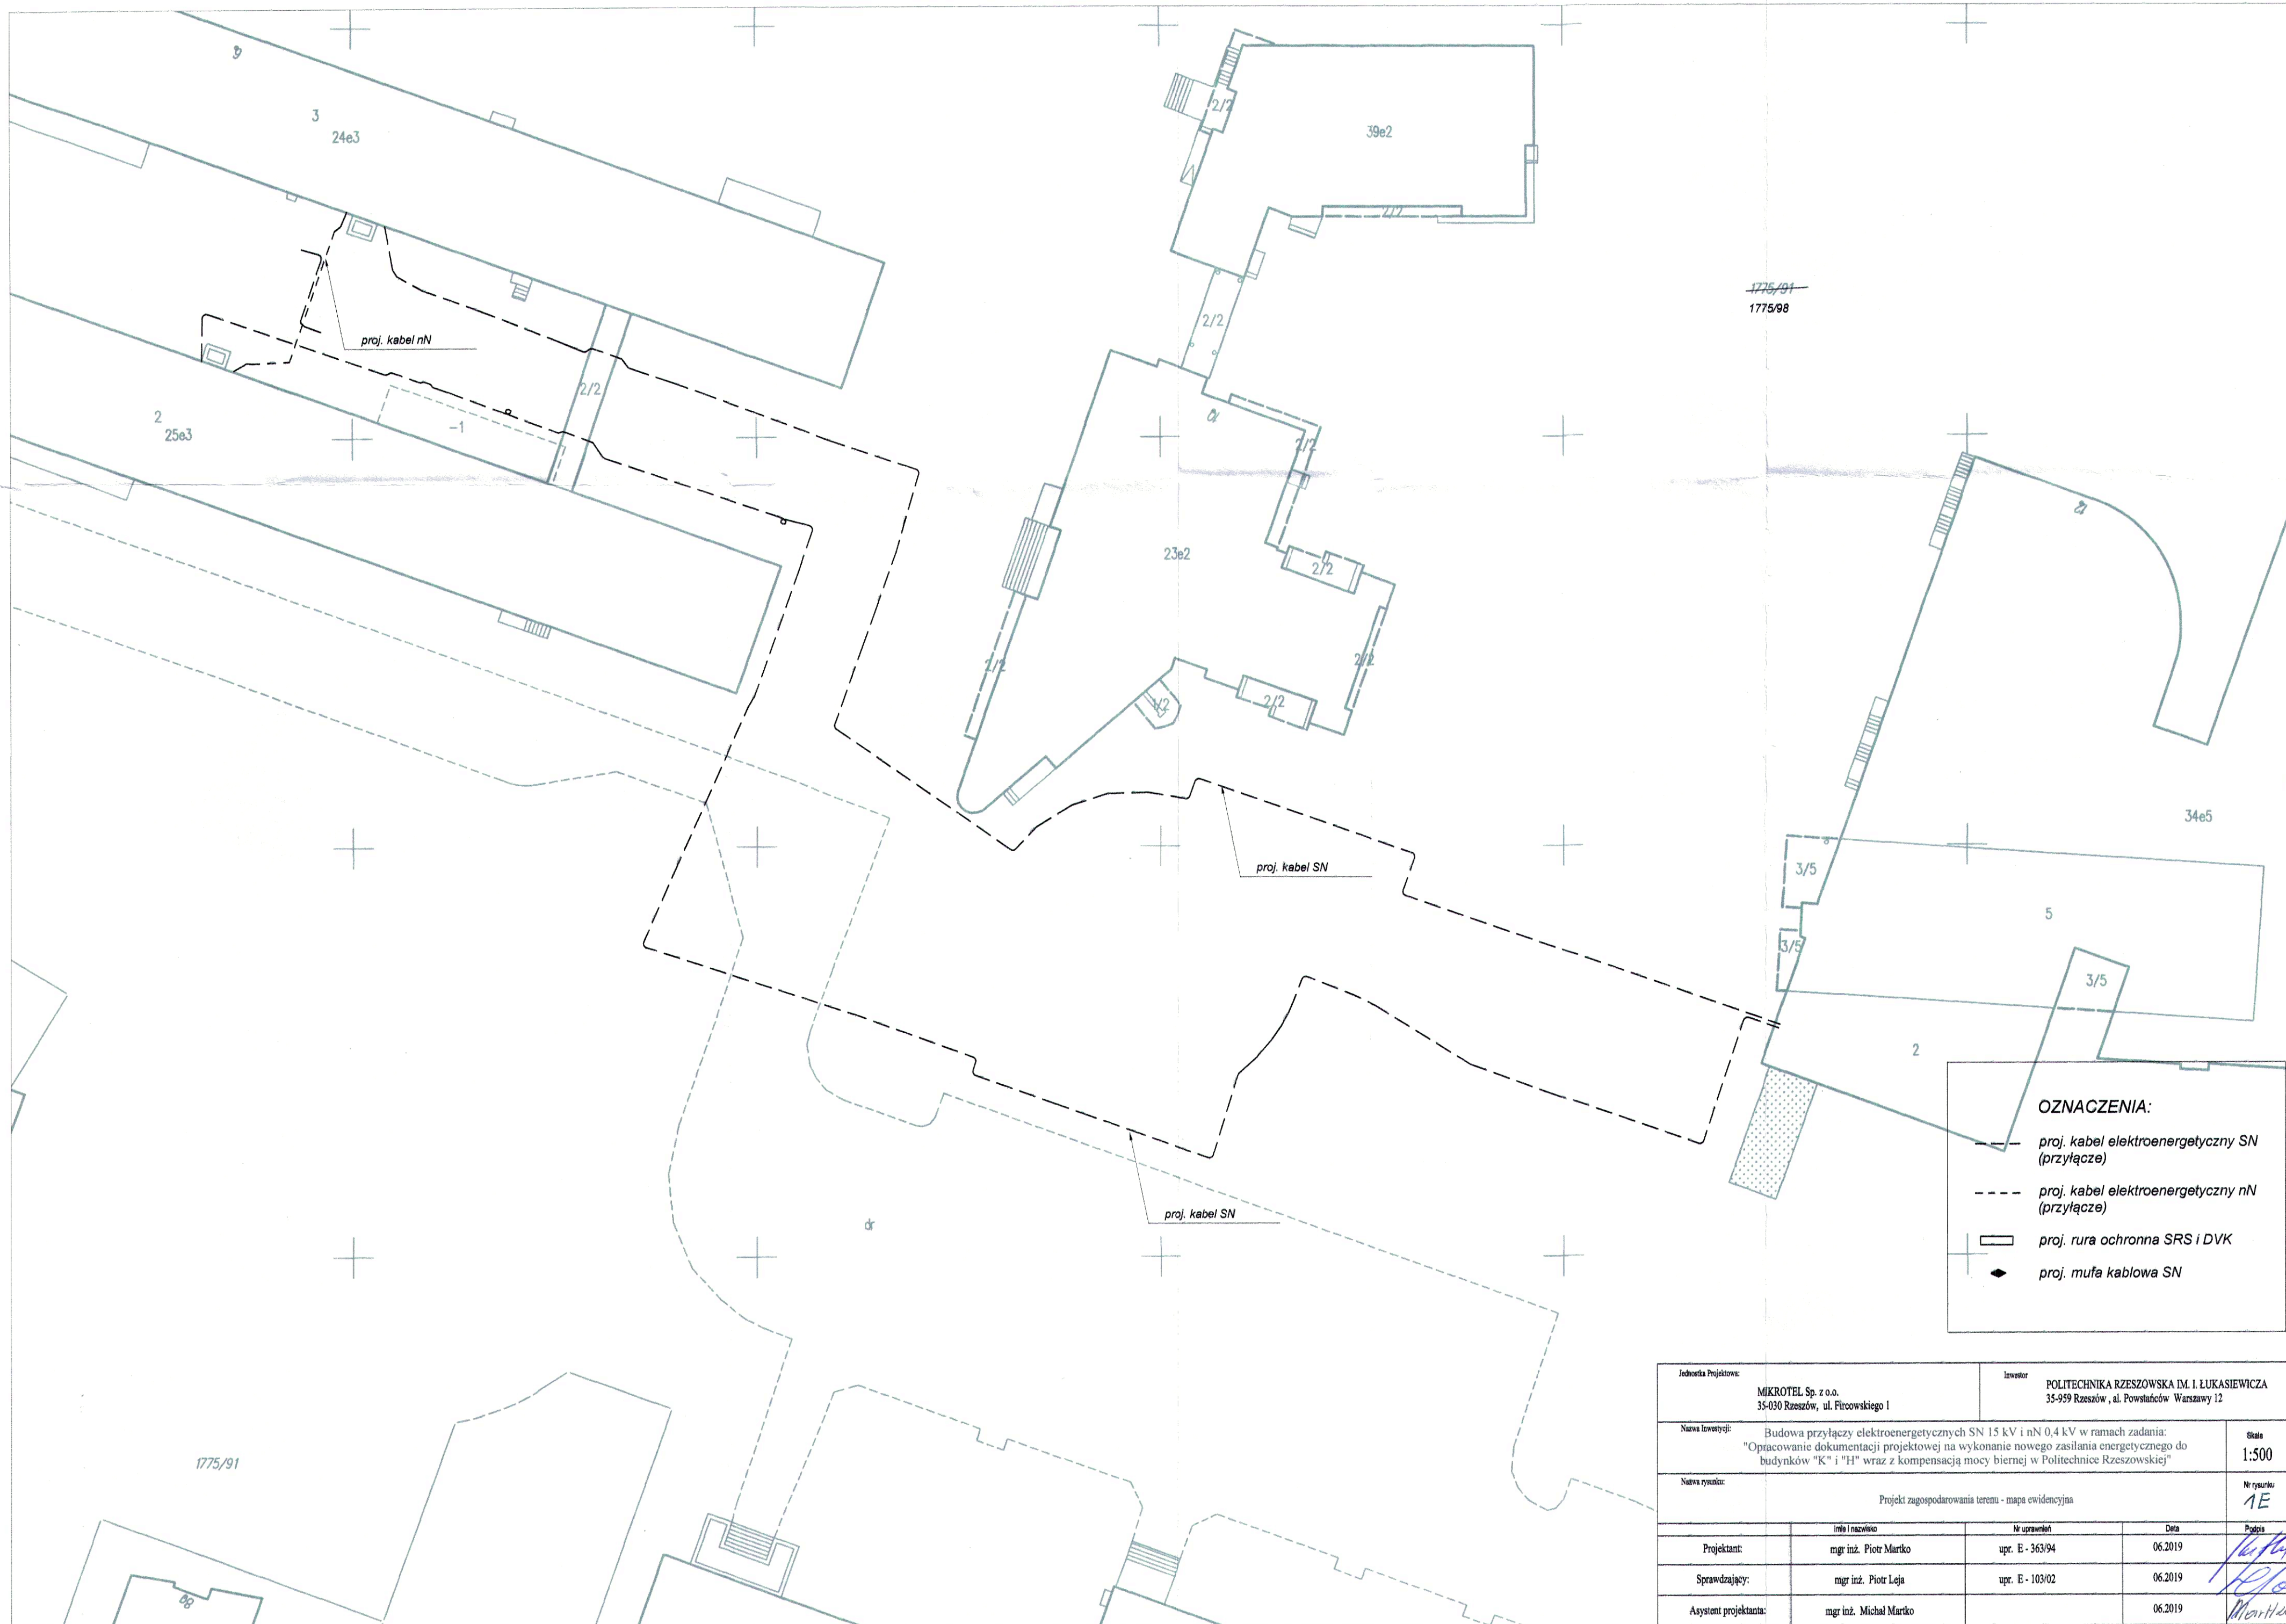 3
24e3
2/2
39e2
2/2
1775/91
1775/98
2/2
proj. kabel nN
2/2
2
25e3
-1
2/2
12
23e2
2/2
2/2
2/2
2/2
34e5
proj. kabel SN
3/5
5
3/5
3/5
2
proj. kabel SN
dr
1775/91
OZNACZENIA:
proj. kabel elektroenergetyczny SN
(przyłącze)
proj. kabel elektroenergetyczny nN
(przyłącze)
proj. rura ochronna SRS i DVK
proj. mufa kablowa SN
Jednostka Projektowa:
MIKROTEL Sp. z o.o.
35-030 Rzeszów, ul. Fircowskiego 1
Inwestor
POLITECHNIKA RZESZOWSKA IM. I. ŁUKASIEWICZA
35-959 Rzeszów , al. Powstańców Warszawy 12
Nazwa Inwestycji:
Budowa przyłączy elektroenergetycznych SN 15 kV i nN 0,4 kV w ramach zadania:
"Opracowanie dokumentacji projektowej na wykonanie nowego zasilania energetycznego do
budynków "K" i "H" wraz z kompensacją mocy biernej w Politechnice Rzeszowskiej"
Skala
1:500
Nazwa rysunku:
Projekt zagospodarowania terenu - mapa ewidencyjna
Nr rysunku
1E
Imię i nazwisko Nr uprawnień Data Podpis
Projektant: mgr inż. Piotr Martko upr. E - 363/94 06.2019
Sprawdzający: mgr inż. Piotr Leja upr. E - 103/02 06.2019
Asystent projektanta: mgr inż. Michał Martko 06.2019